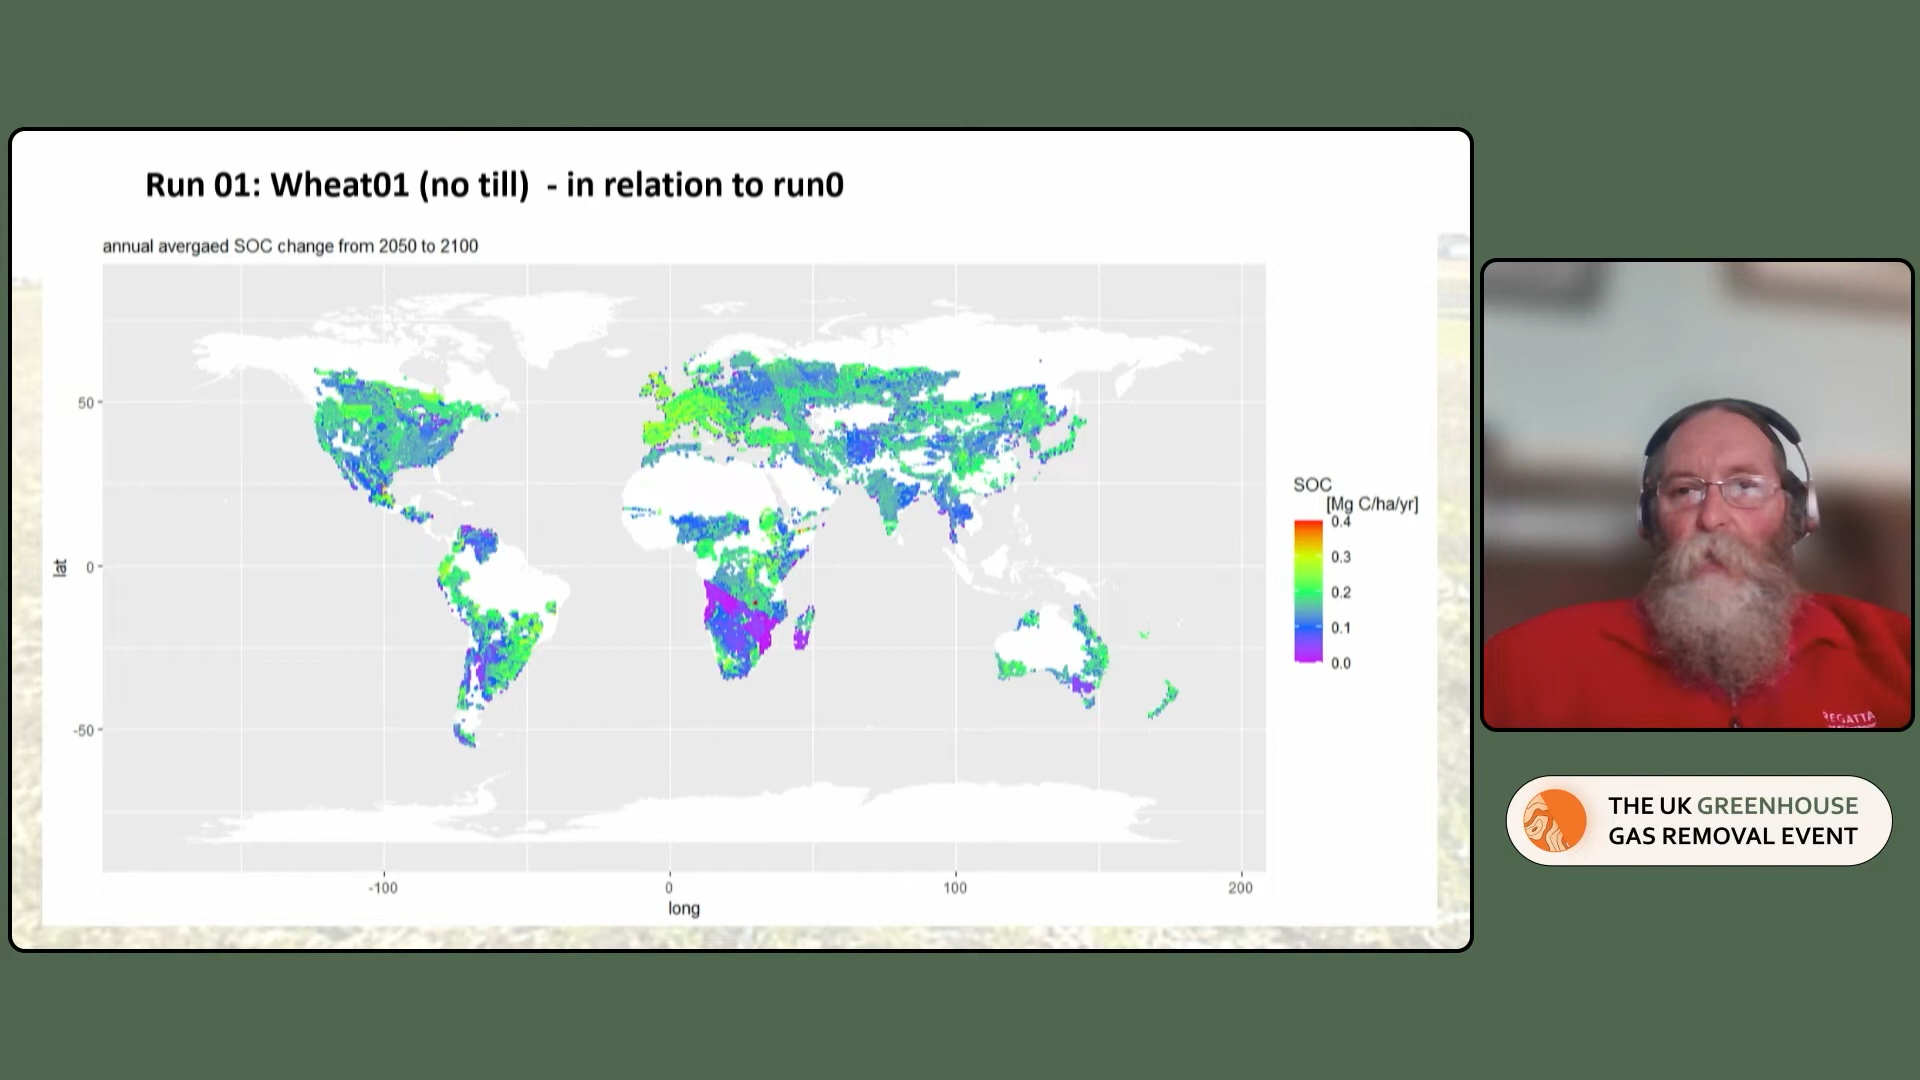 Run 01: Wheat01 (no till)  - in relation to run0
annual avergaed SOC change from 2050 to 2100
50
0
-50
lat
-100
0
100
200
long
SOC
[Mg C/ha/yr]
0.4
0.3
0.2
0.1
0.0
REGATTA
THE UK GREENHOUSE
GAS REMOVAL EVENT